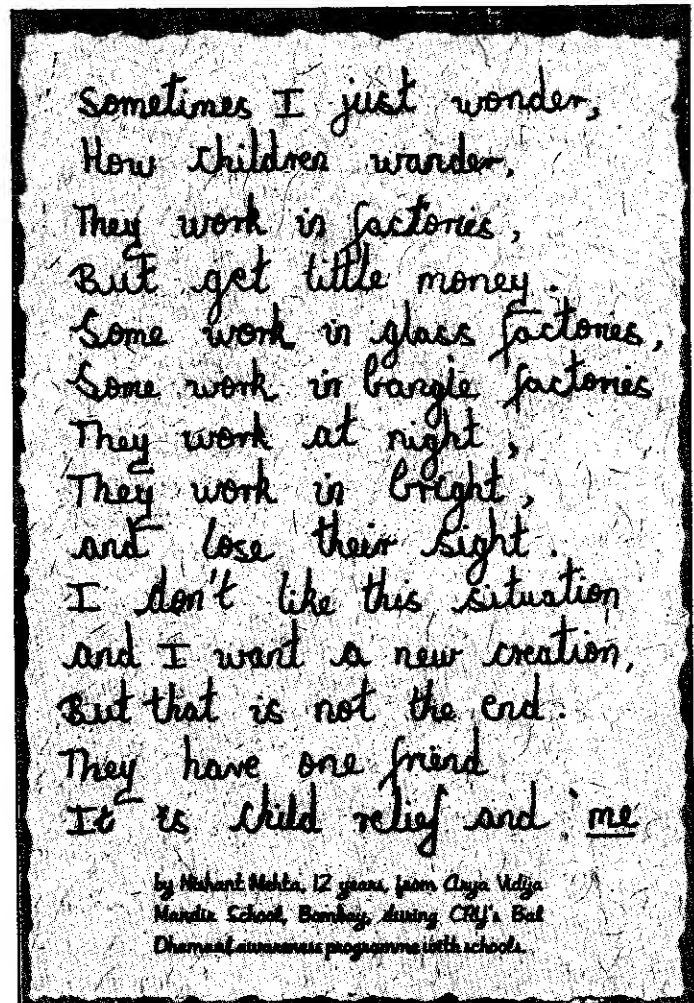 Sometimes I just wonder,
How children wander,
They work in factories,
But get little money.
Some work in glass factories,
Some work in bangle factories
They work at night,
They work in bright,
and lose their sight.
I don't like this situation
and I want a new creation,
But that is not the end.
They have one friend
It is child relief and 'me
by Nishant Mehta, 12 years, from Arya Vidya
Mandir School, Bombay, during CRY's Bal
Dhamaal awareness programme with schools.